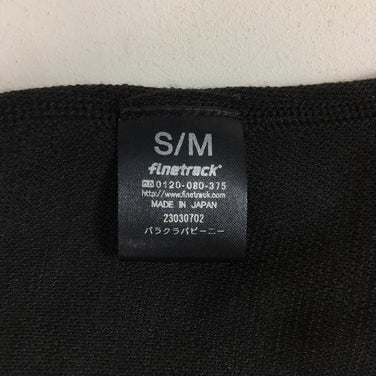 S/M
finetrack®
0120-080-375
http://www.finetrack.com
MADE IN JAPAN
23030702
バラクラバビーニー